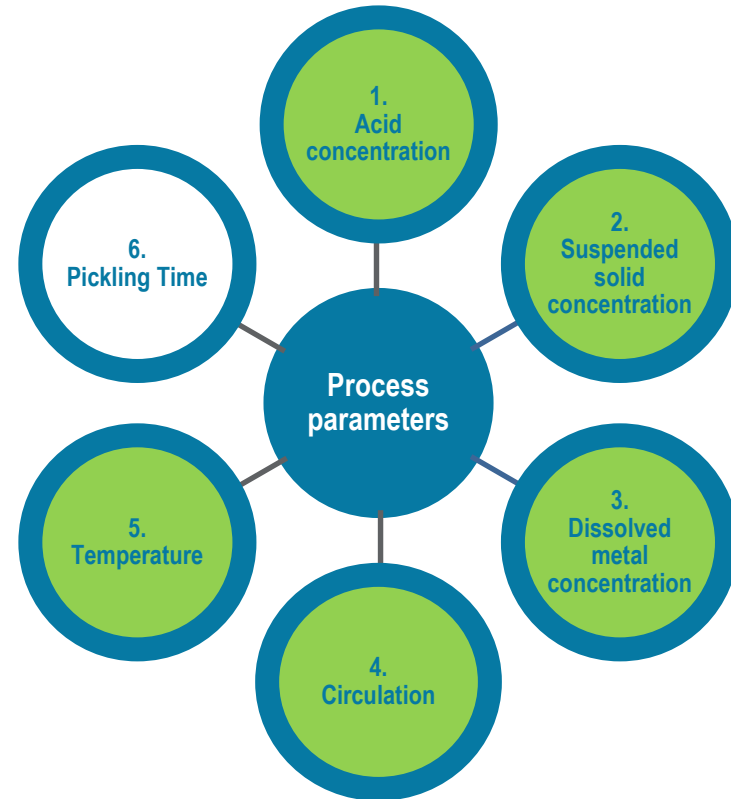 1.
Acid
concentration
2.
Suspended
solid
concentration
3.
Dissolved
metal
concentration
4.
Circulation
5.
Temperature
6.
Pickling Time
Process
parameters